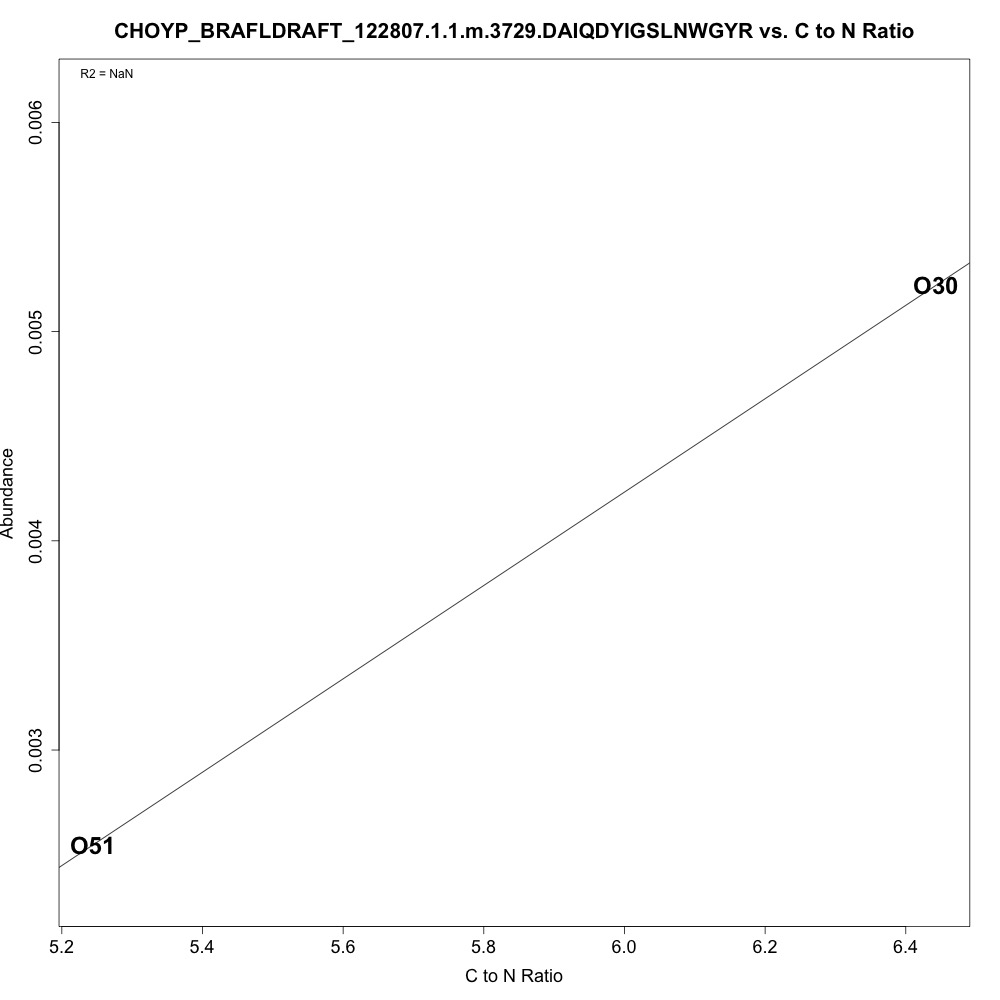 CHOYP_BRAFLDRAFT_122807.1.1.m.3729.DAIQDYIGSLNWGYR vs. C to N Ratio
R2 = NaN
0.006
0.005
0.004
0.003
Abundance
O30
O51
5.2 5.4 5.6 5.8 6.0 6.2 6.4
C to N Ratio